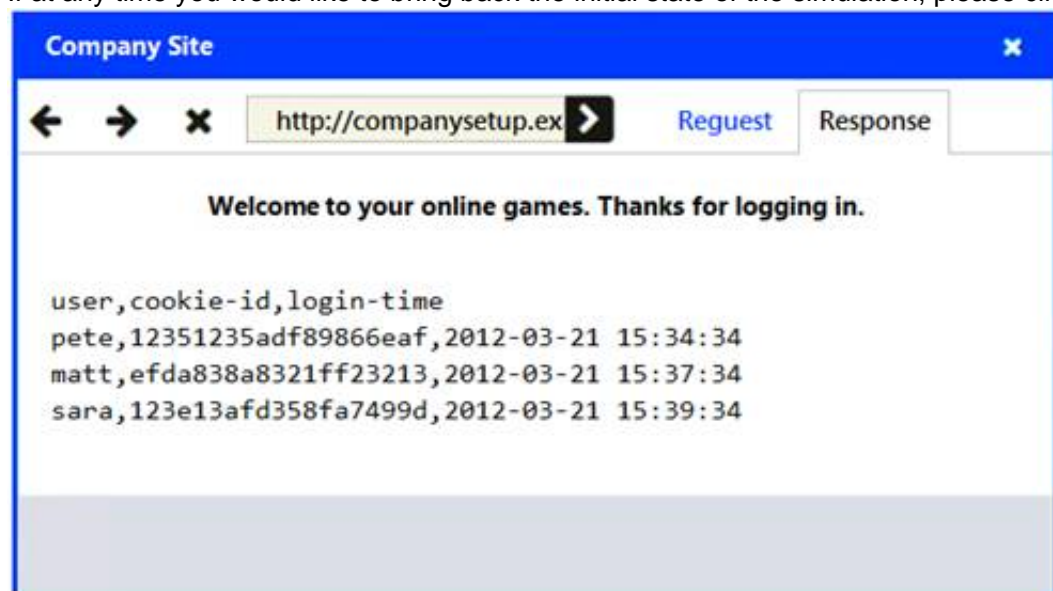 Company Site
http://companysetup.ex
Reguest
Response
Welcome to your online games. Thanks for logging in.
user,cookie-id,login-time
pete,12351235adf89866eaf,2012-03-21 15:34:34
matt,efda838a8321ff23213,2012-03-21 15:37:34
sara,123e13afd358fa7499d,2012-03-21 15:39:34